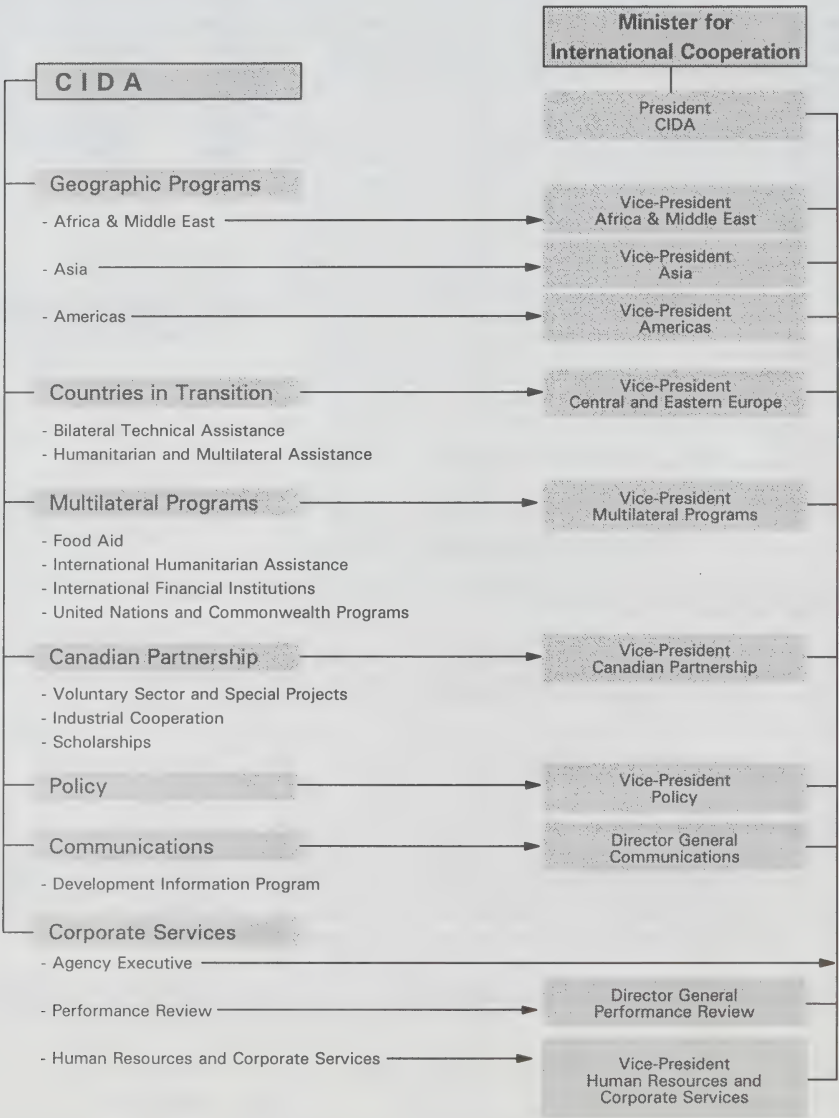 Minister for
International Cooperation
CIDA
President
CIDA
Geographic Programs
- Africa & Middle East
Vice-President
Africa & Middle East
- Asia
Vice-President
Asia
- Americas
Vice-President
Americas
Countries in Transition
Vice-President
Central and Eastern Europe
- Bilateral Technical Assistance
- Humanitarian and Multilateral Assistance
Multilateral Programs
Vice-President
Multilateral Programs
- Food Aid
- International Humanitarian Assistance
- International Financial Institutions
- United Nations and Commonwealth Programs
Canadian Partnership
Vice-President
Canadian Partnership
- Voluntary Sector and Special Projects
- Industrial Cooperation
- Scholarships
Policy
Vice-President
Policy
Communications
Director General
Communications
- Development Information Program
Corporate Services
- Agency Executive
- Performance Review
Director General
Performance Review
- Human Resources and Corporate Services
Vice-President
Human Resources and
Corporate Services